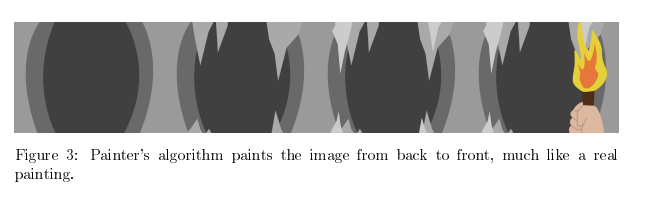 Figure 3: Painter's algorithm paints the image from back to front, much like a real
painting.